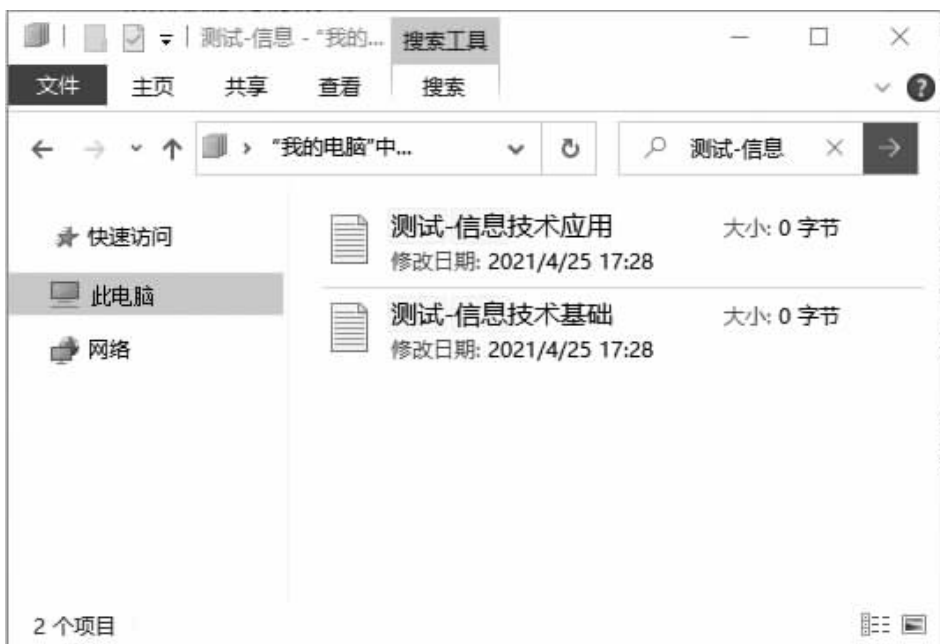 测试-信息 - "我的... 搜索工具
文件 主页 共享 查看 搜索
"我的电脑"中... 测试-信息
快速访问
此电脑
网络
测试-信息技术应用 大小: 0 字节
修改日期: 2021/4/25 17:28
测试-信息技术基础 大小: 0 字节
修改日期: 2021/4/25 17:28
2 个项目